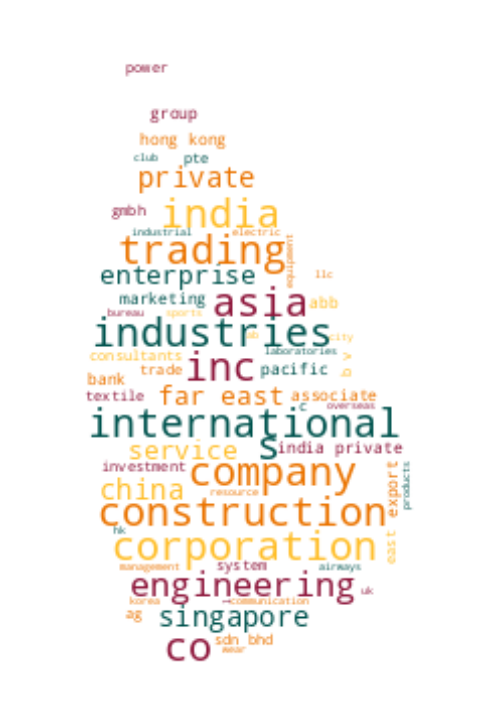 power
group
hong kong
club pte
private
gmbh india
industrial electric
trading equipment
enterprise llc
marketing asia abb
bureau sports
industries city
consultants laboratories
trade inc pacific b v
bank
far east associate
textile c overseas
international
s india private
service
investment company
china resource export products
construction
hk
corporation east
management system airways
engineering uk
korea communication
ag singapore
sdn bhd
co wear